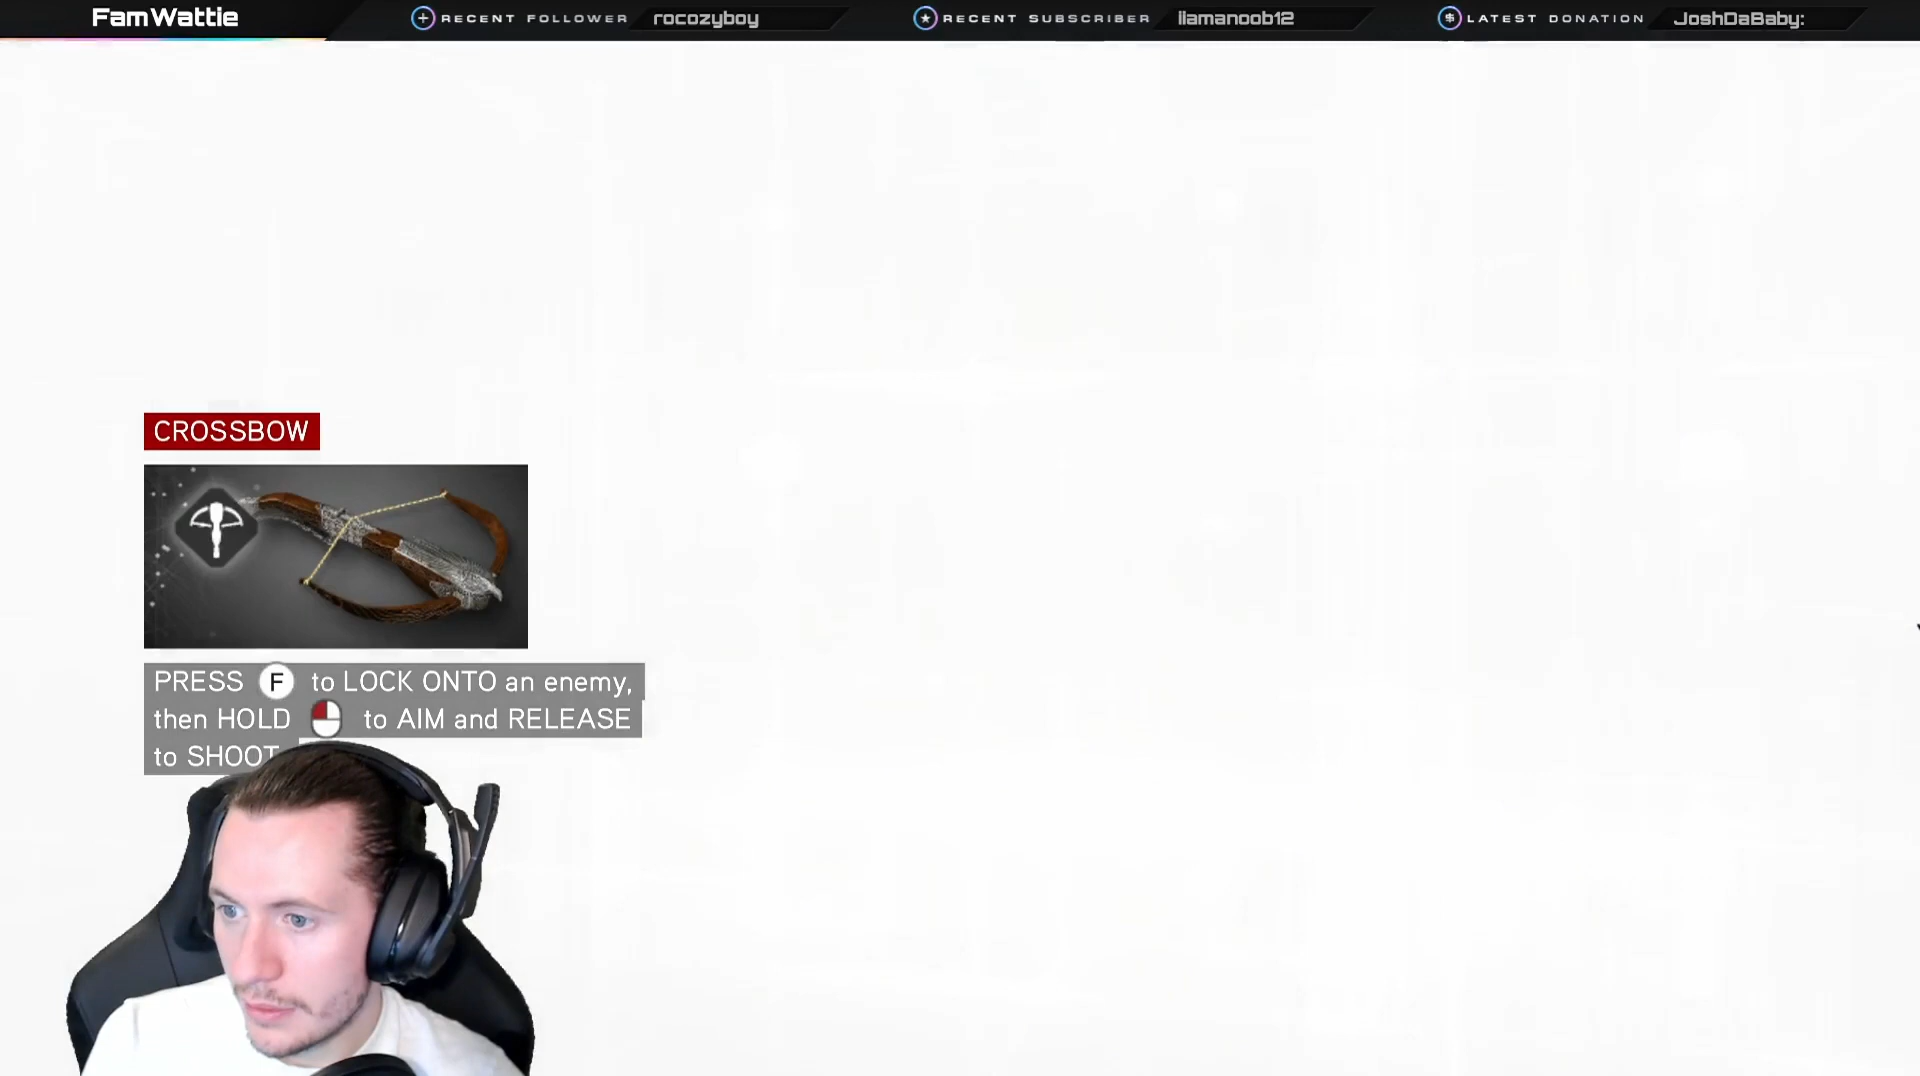 FamWattie
RECENT FOLLOWER rocozyboy
RECENT SUBSCRIBER iiamanoob12
LATEST DONATION JoshDaBaby:
CROSSBOW
PRESS F to LOCK ONTO an enemy,
then HOLD to AIM and RELEASE
to SHOOT